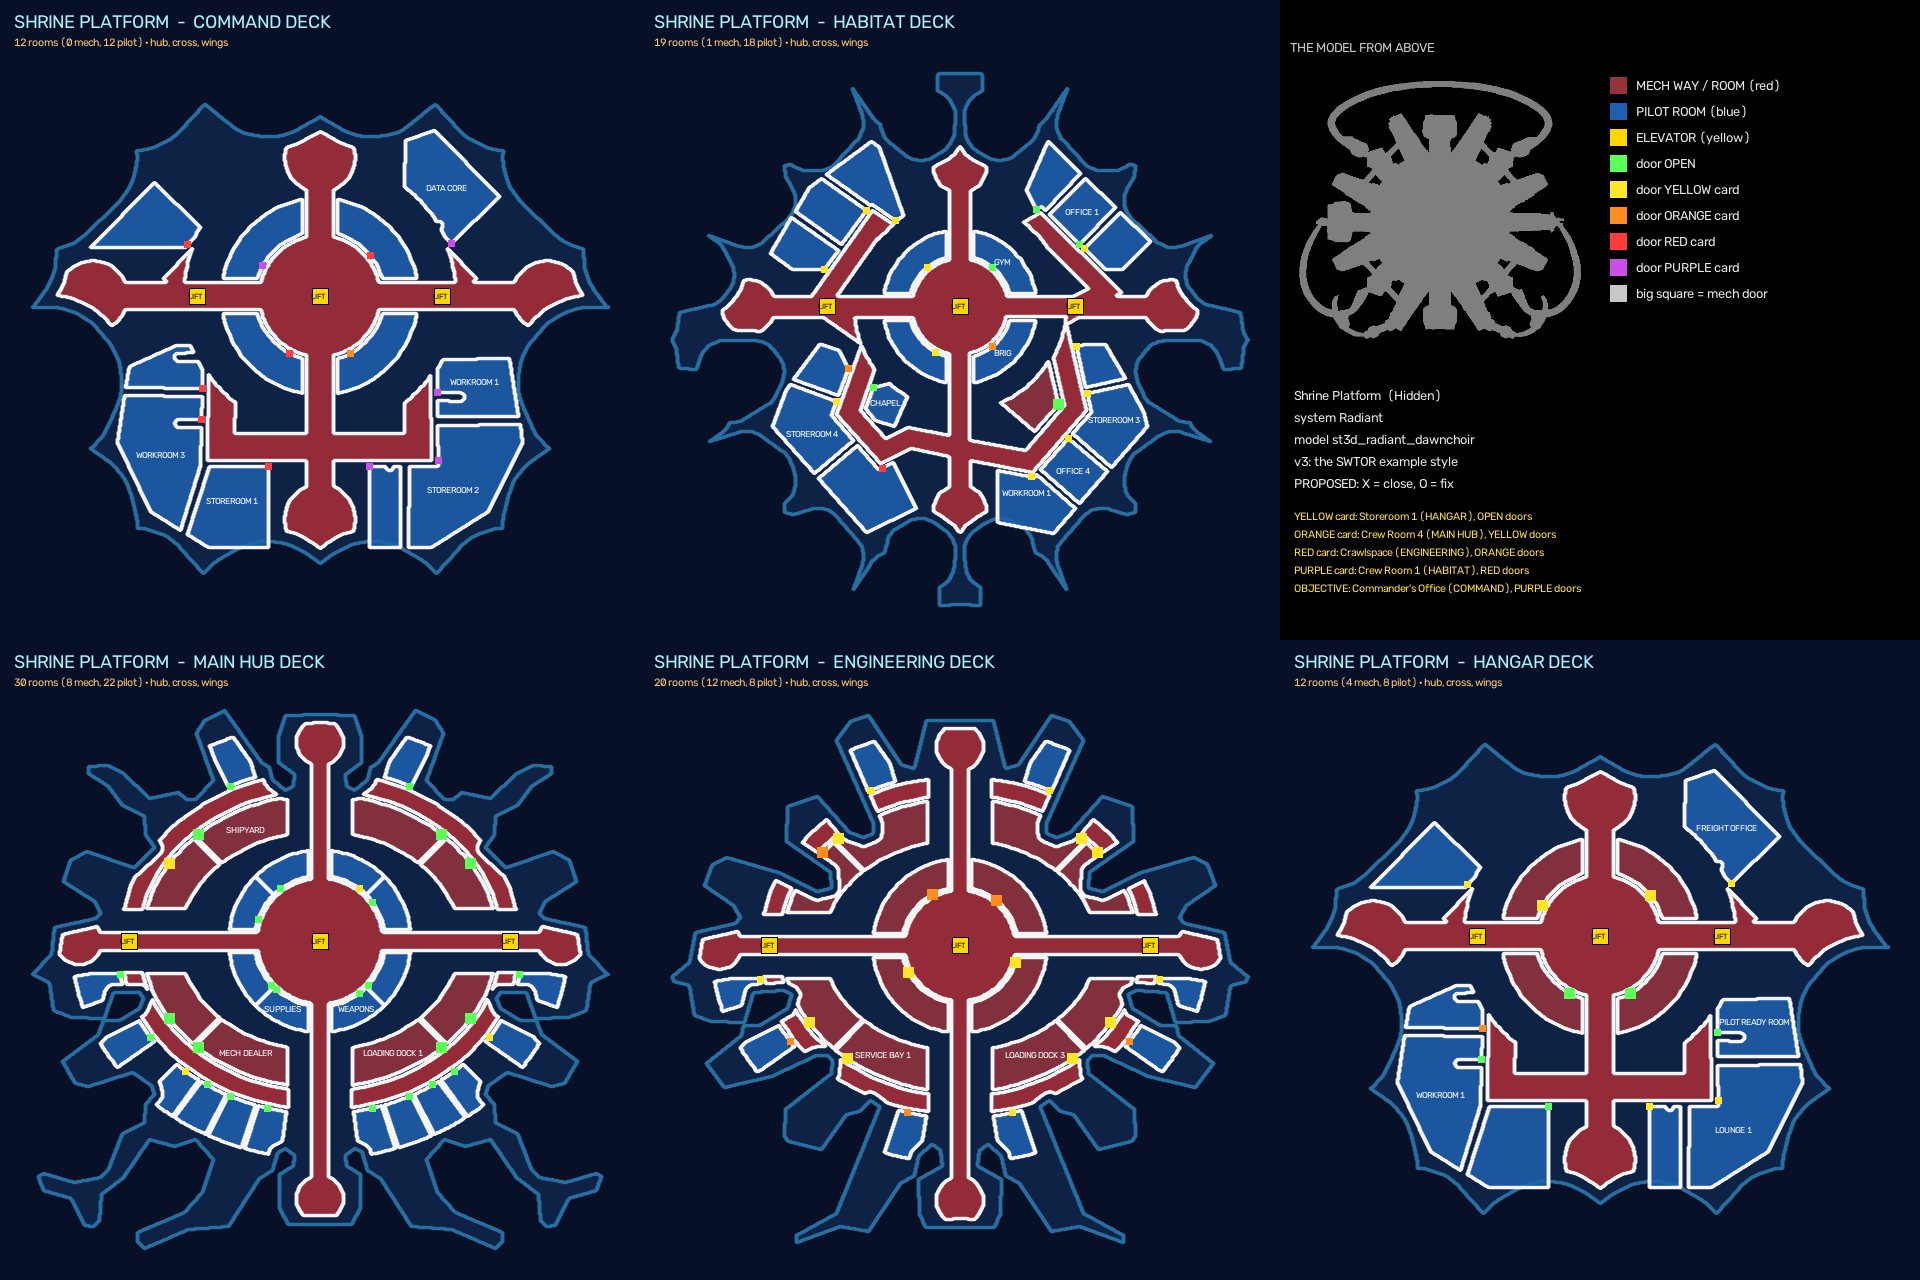 SHRINE PLATFORM - COMMAND DECK
12 rooms (0 mech, 12 pilot) • hub, cross, wings
DATA CORE
LIFT
LIFT
LIFT
WORKROOM 1
WORKROOM 3
STOREROOM 1
STOREROOM 2
SHRINE PLATFORM - HABITAT DECK
19 rooms (1 mech, 18 pilot) • hub, cross, wings
OFFICE 1
GYM
LIFT
LIFT
LIFT
BRIG
CHAPEL
STOREROOM 3
STOREROOM 4
OFFICE 4
WORKROOM 1
THE MODEL FROM ABOVE
MECH WAY / ROOM (red)
PILOT ROOM (blue)
ELEVATOR (yellow)
door OPEN
door YELLOW card
door ORANGE card
door RED card
door PURPLE card
big square = mech door
Shrine Platform (Hidden)
system Radiant
model st3d_radiant_dawnchoir
v3: the SWTOR example style
PROPOSED: X = close, O = fix
YELLOW card: Storeroom 1 (HANGAR), OPEN doors
ORANGE card: Crew Room 4 (MAIN HUB), YELLOW doors
RED card: Crawlspace (ENGINEERING), ORANGE doors
PURPLE card: Crew Room 1 (HABITAT), RED doors
OBJECTIVE: Commander's Office (COMMAND), PURPLE doors
SHRINE PLATFORM - MAIN HUB DECK
30 rooms (8 mech, 22 pilot) • hub, cross, wings
SHIPYARD
LIFT
LIFT
LIFT
SUPPLIES
WEAPONS
MECH DEALER
LOADING DOCK 1
SHRINE PLATFORM - ENGINEERING DECK
20 rooms (12 mech, 8 pilot) • hub, cross, wings
LIFT
LIFT
LIFT
SERVICE BAY 1
LOADING DOCK 3
SHRINE PLATFORM - HANGAR DECK
12 rooms (4 mech, 8 pilot) • hub, cross, wings
FREIGHT OFFICE
LIFT
LIFT
LIFT
PILOT READY ROOM
WORKROOM 1
LOUNGE 1